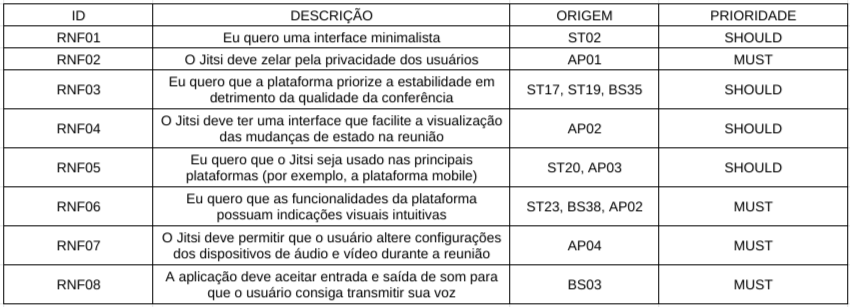 ID DESCRIÇÃO ORIGEM PRIORIDADE
RNF01 Eu quero uma interface minimalista ST02 SHOULD
RNF02 O Jitsi deve zelar pela privacidade dos usuários AP01 MUST
RNF03 Eu quero que a plataforma priorize a estabilidade em
detrimento da qualidade da conferência ST17, ST19, BS35 SHOULD
RNF04 O Jitsi deve ter uma interface que facilite a visualização
das mudanças de estado na reunião AP02 SHOULD
RNF05 Eu quero que o Jitsi seja usado nas principais
plataformas (por exemplo, a plataforma mobile) ST20, AP03 SHOULD
RNF06 Eu quero que as funcionalidades da plataforma
possuam indicações visuais intuitivas ST23, BS38, AP02 MUST
RNF07 O Jitsi deve permitir que o usuário altere configurações
dos dispositivos de áudio e vídeo durante a reunião AP04 MUST
RNF08 A aplicação deve aceitar entrada e saída de som para
que o usuário consiga transmitir sua voz BS03 MUST